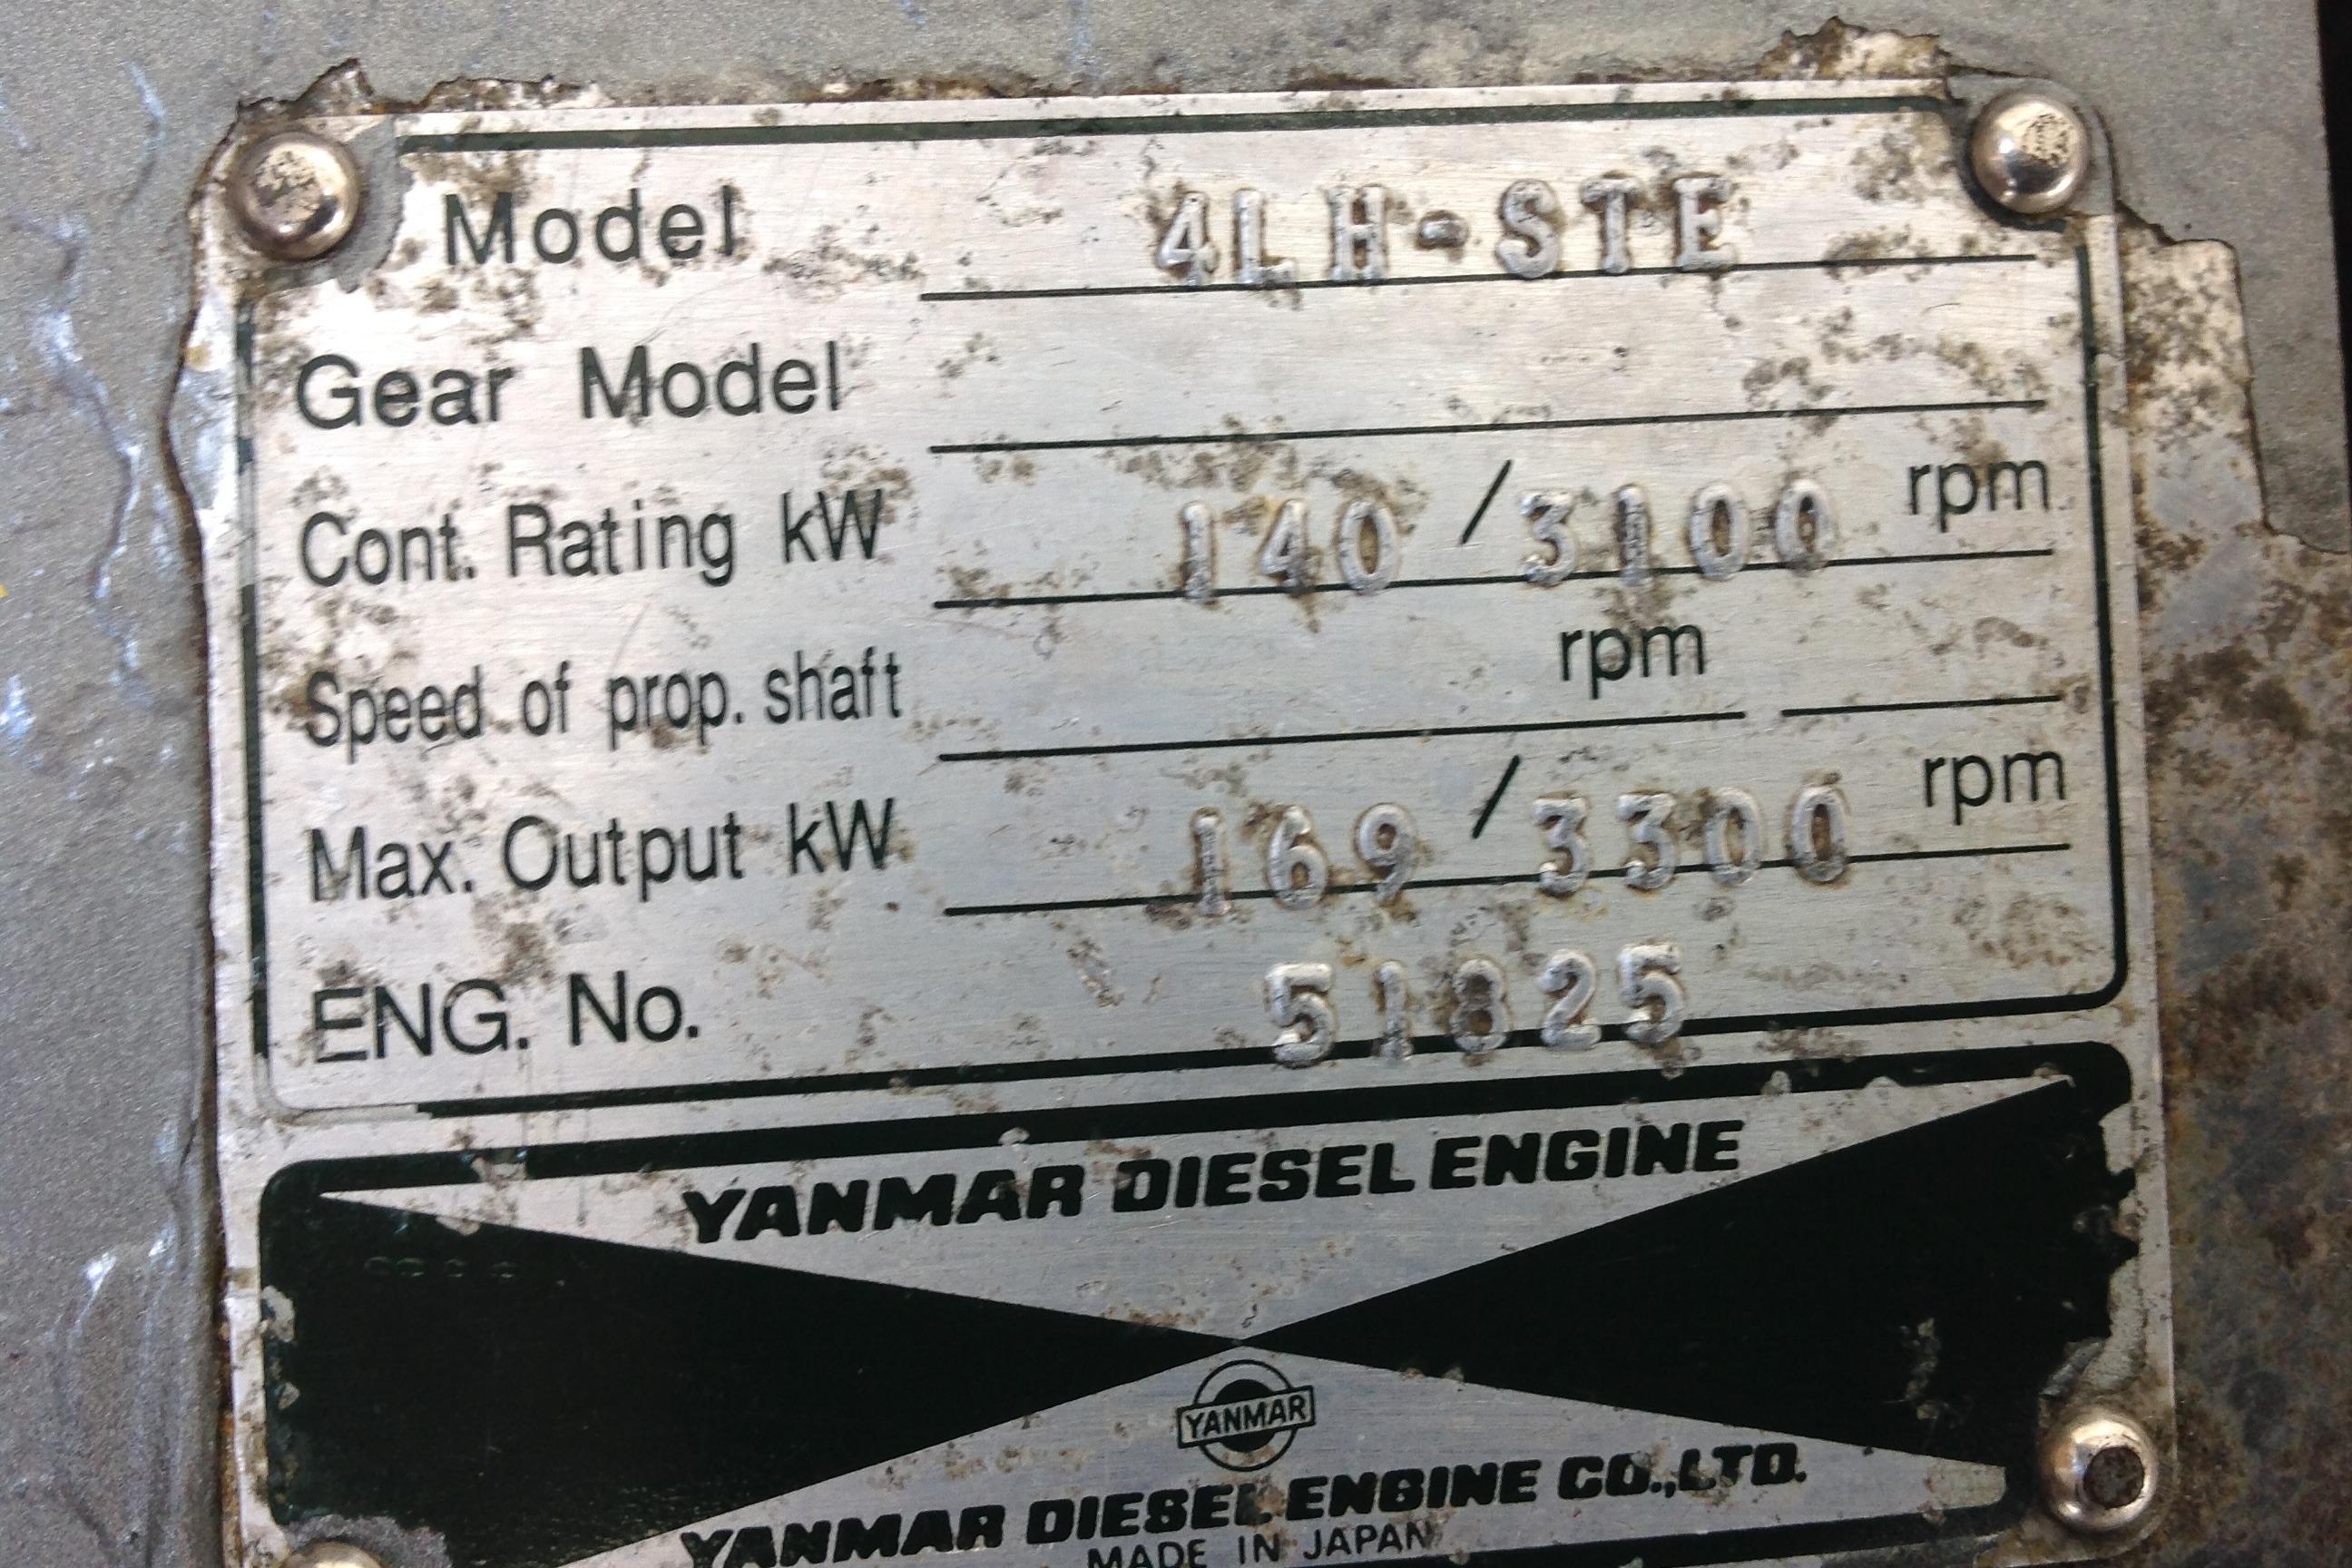 Model 4LH-STE
Gear Model
Cont. Rating kW 140 / 3100 rpm
Speed of prop. shaft rpm
Max. Output kW 169 / 3300 rpm
ENG. No. 51825
YANMAR DIESEL ENGINE
YANMAR
YANMAR DIESEL ENGINE CO.,LTD.
MADE IN JAPAN